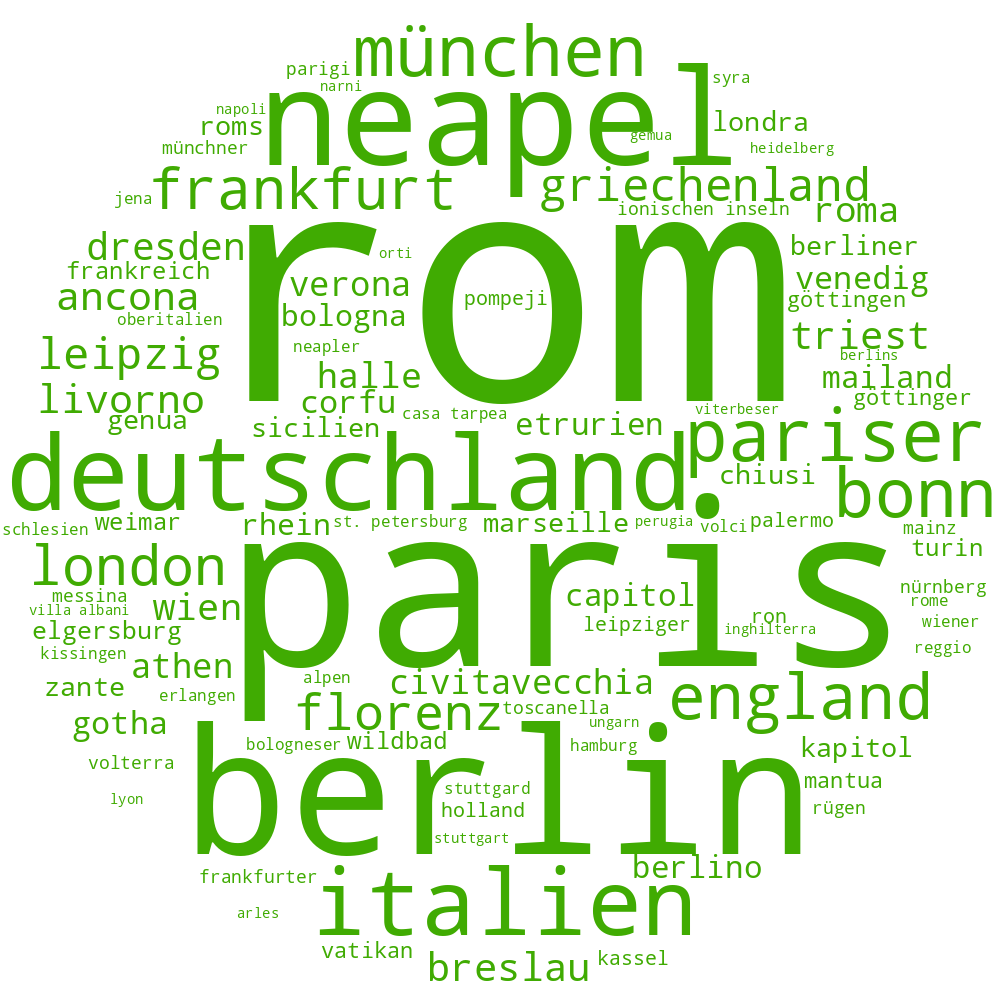 münchen
parigi
syra
narni
neapel
napoli
roms
londra
gemua
münchner
heidelberg
frankfurt
griechenland
jena
ionischen inseln
roma
rom
dresden
orti
berliner
frankreich
verona
venedig
ancona
pompeji
göttingen
oberitalien
bologna
triest
leipzig
neapler
berlins
halle
mailand
livorno
corfu
göttinger
genua
casa tarpea
viterbeser
sicilien
etrurien
pariser
deutschland
chiusi
bonn
schlesien
weimar
rhein
st. petersburg
marseille
perugia
volci
palermo
mainz
turin
london
paris
messina
capitol
nürnberg
villa albani
wien
rome
elgersburg
leipziger
ron
inghilterra
wiener
kissingen
reggio
athen
zante
erlangen
alpen
civitavecchia
england
gotha
florenz
toscanella
ungarn
bologneser
wildbad
hamburg
kapitol
volterra
berlin
mantua
lyon
stuttgard
holland
rügen
stuttgart
frankfurter
berlino
italien
arles
vatikan
breslau
kassel